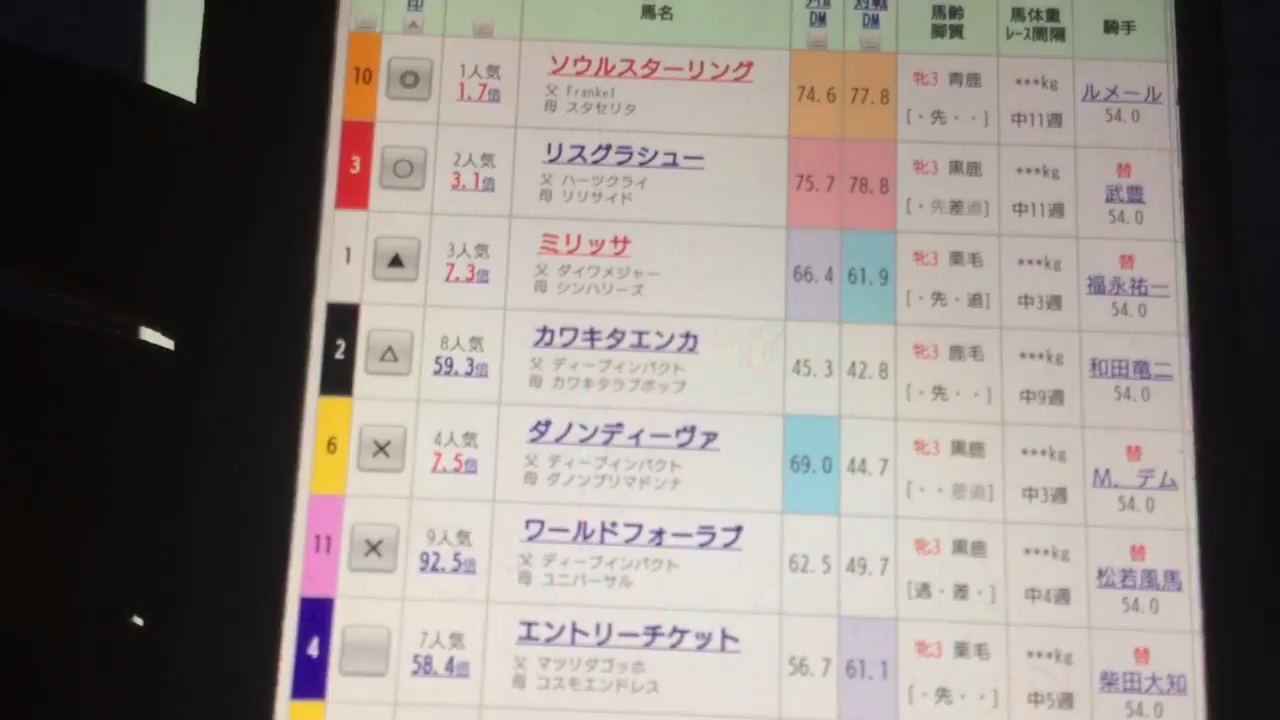 印
馬名
タイム
DM
対戦
DM
馬齢
脚質
馬体重
レース間隔
騎手
10
◎
1人気
1.7倍
ソウルスターリング
父 Frankel
母 スタセリタ
74.6
77.8
牝3 青鹿
[・先・・]
***kg
中11週
ルメール
54.0
3
○
2人気
3.1倍
リスグラシュー
父 ハーツクライ
母 リリサイド
75.7
78.8
牝3 黒鹿
[・先差追]
***kg
中11週
替
武豊
54.0
1
▲
3人気
7.3倍
ミリッサ
父 ダイワメジャー
母 シンハリーズ
66.4
61.9
牝3 栗毛
[・先・追]
***kg
中3週
替
福永祐一
54.0
2
△
8人気
59.3倍
カワキタエンカ
父 ディープインパクト
母 カワキタラブポップ
45.3
42.8
牝3 鹿毛
[・先・・]
***kg
中9週
和田竜二
54.0
6
×
4人気
7.5倍
ダノンディーヴァ
父 ディープインパクト
母 ダノンプリマドンナ
69.0
44.7
牝3 黒鹿
[・・差追]
***kg
中3週
替
M.デム
54.0
11
×
9人気
92.5倍
ワールドフォーラブ
父 ディープインパクト
母 ユニバーサル
62.5
49.7
牝3 黒鹿
[逃・差・]
***kg
中4週
替
松若風馬
54.0
4
7人気
58.4倍
エントリーチケット
父 マツリダゴッホ
母 コスモエンドレス
56.7
61.1
牝3 栗毛
[・先・・]
***kg
中5週
替
柴田大知
54.0